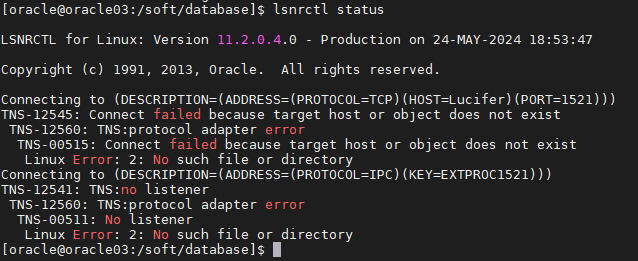 [oracle@oracle03:/soft/database]$ lsnrctl status

LSNRCTL for Linux: Version 11.2.0.4.0 - Production on 24-MAY-2024 18:53:47

Copyright (c) 1991, 2013, Oracle.  All rights reserved.

Connecting to (DESCRIPTION=(ADDRESS=(PROTOCOL=TCP)(HOST=Lucifer)(PORT=1521)))
TNS-12545: Connect failed because target host or object does not exist
 TNS-12560: TNS:protocol adapter error
  TNS-00515: Connect failed because target host or object does not exist
   Linux Error: 2: No such file or directory
Connecting to (DESCRIPTION=(ADDRESS=(PROTOCOL=IPC)(KEY=EXTPROC1521)))
TNS-12541: TNS:no listener
 TNS-12560: TNS:protocol adapter error
  TNS-00511: No listener
   Linux Error: 2: No such file or directory
[oracle@oracle03:/soft/database]$